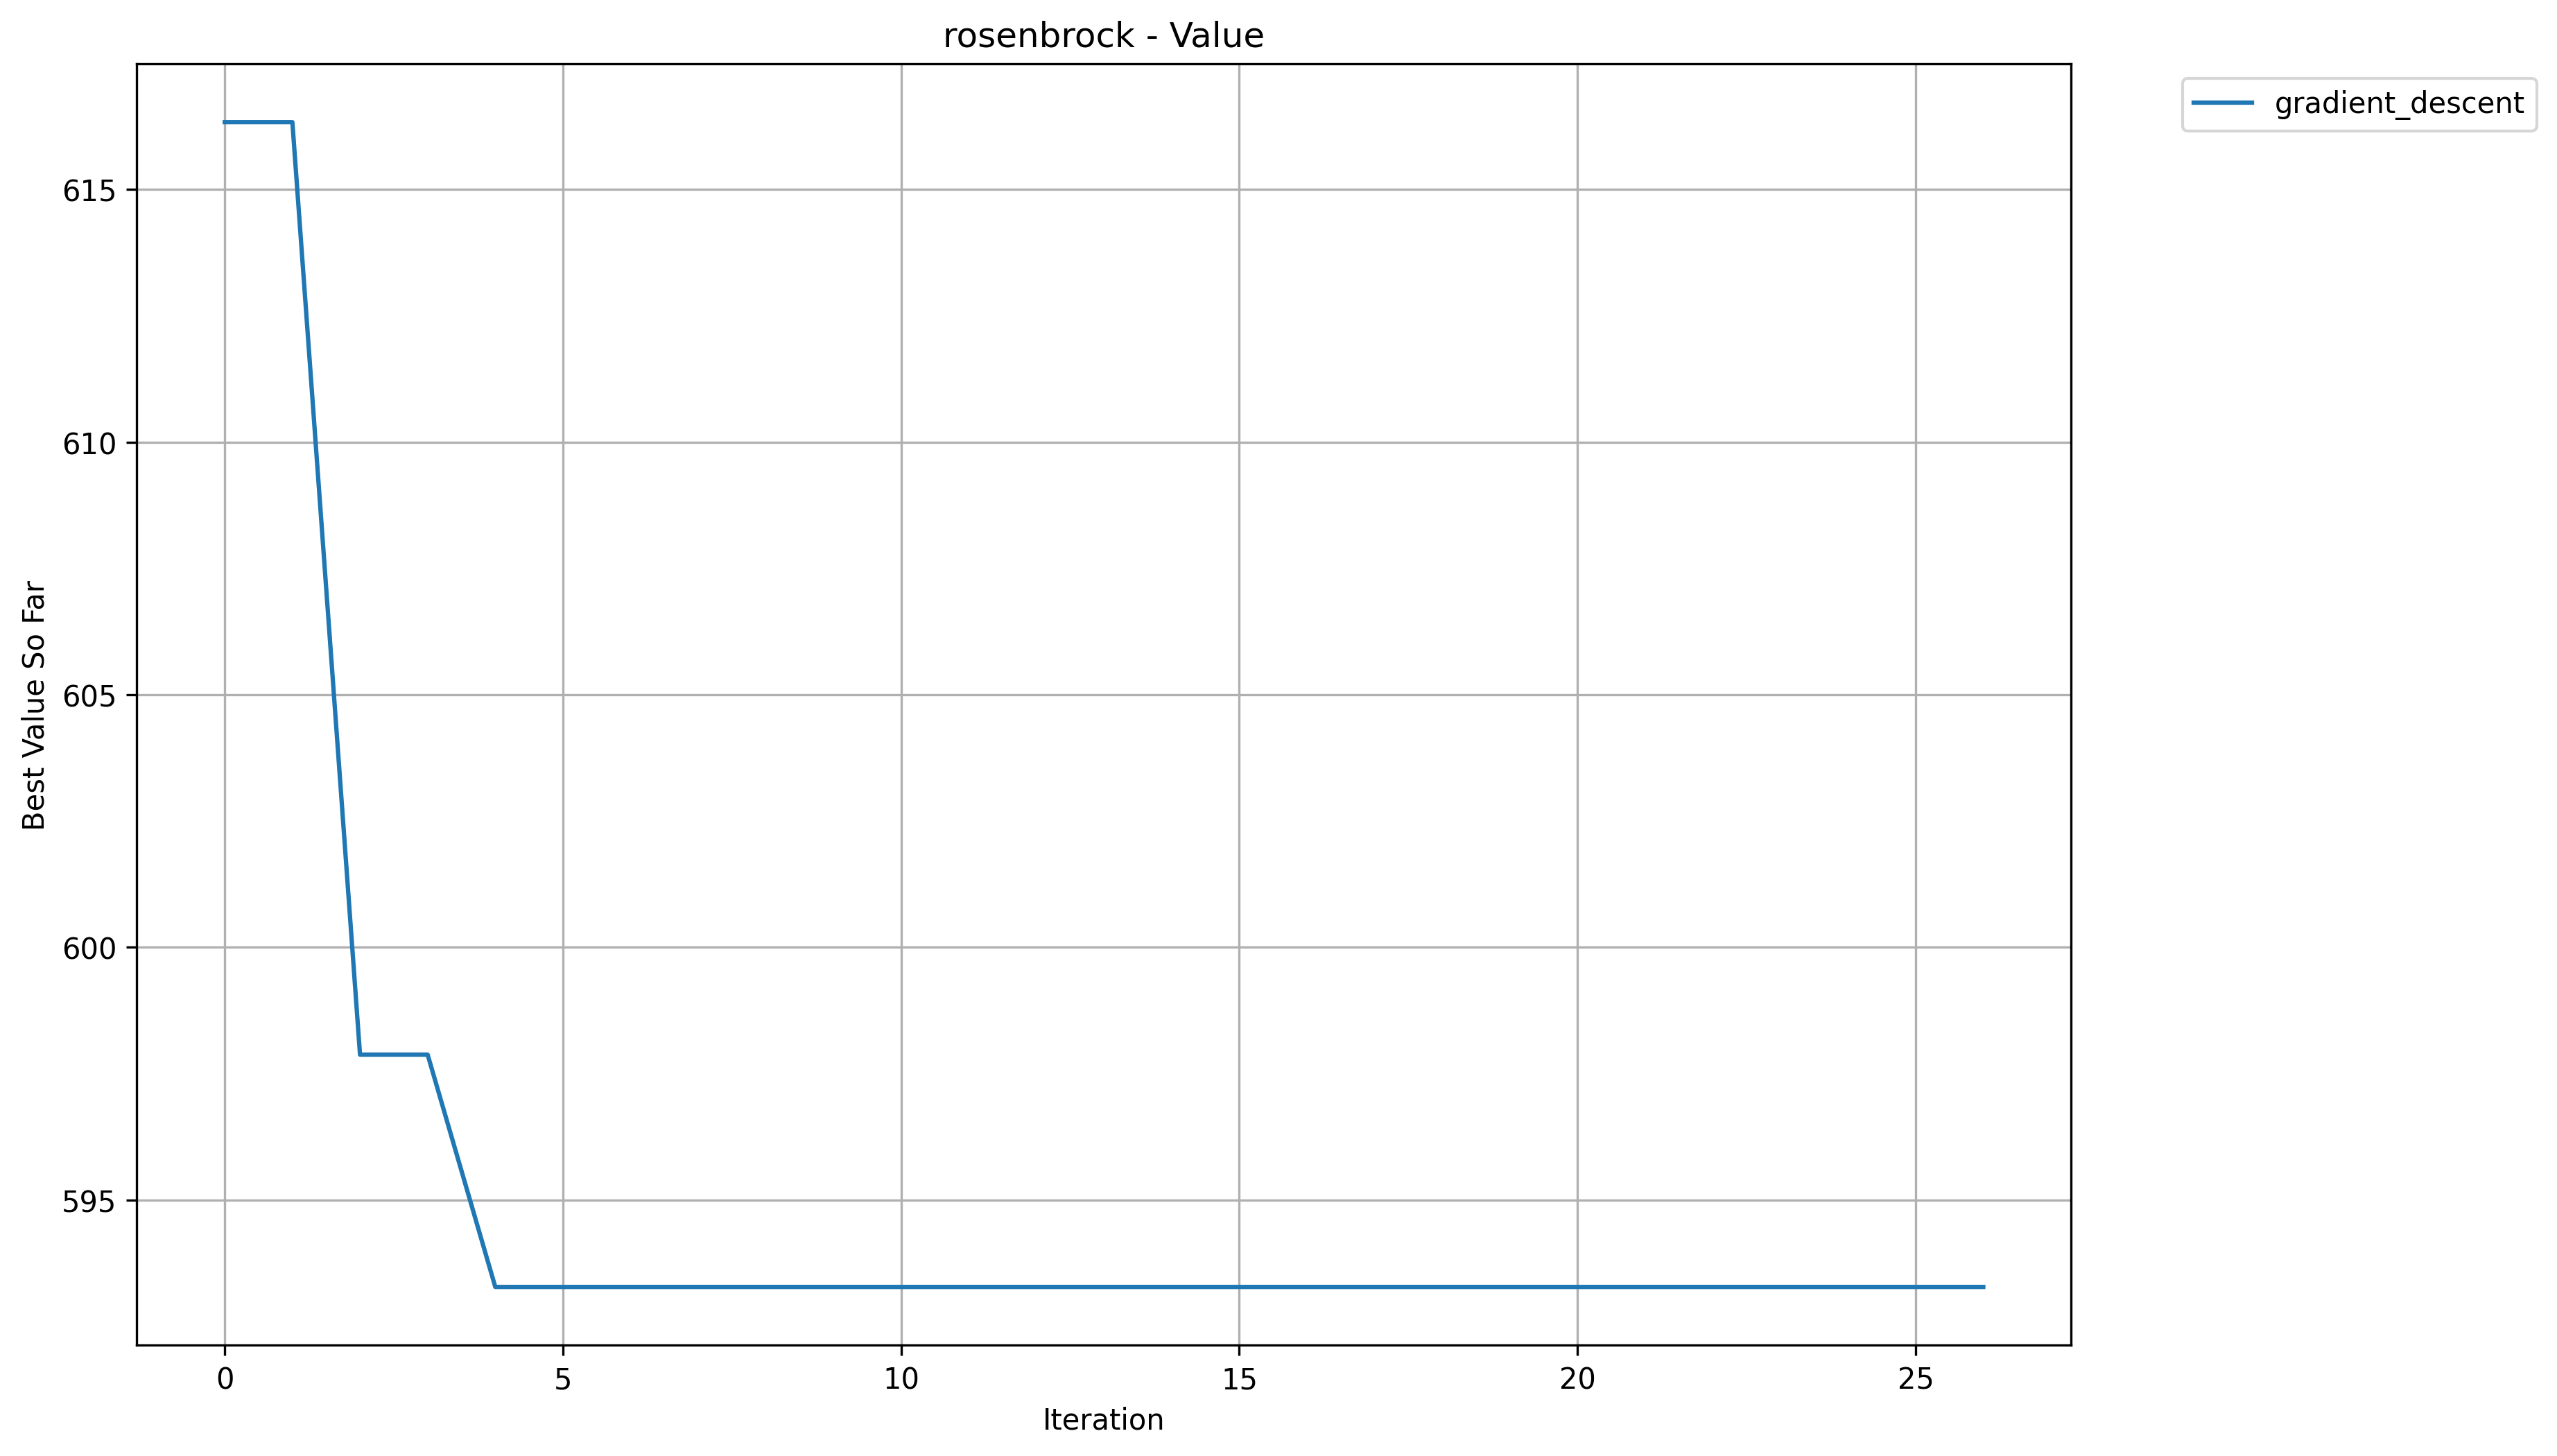 rosenbrock - Value
gradient_descent
Best Value So Far
615
610
605
600
595
0 5 10 15 20 25
Iteration